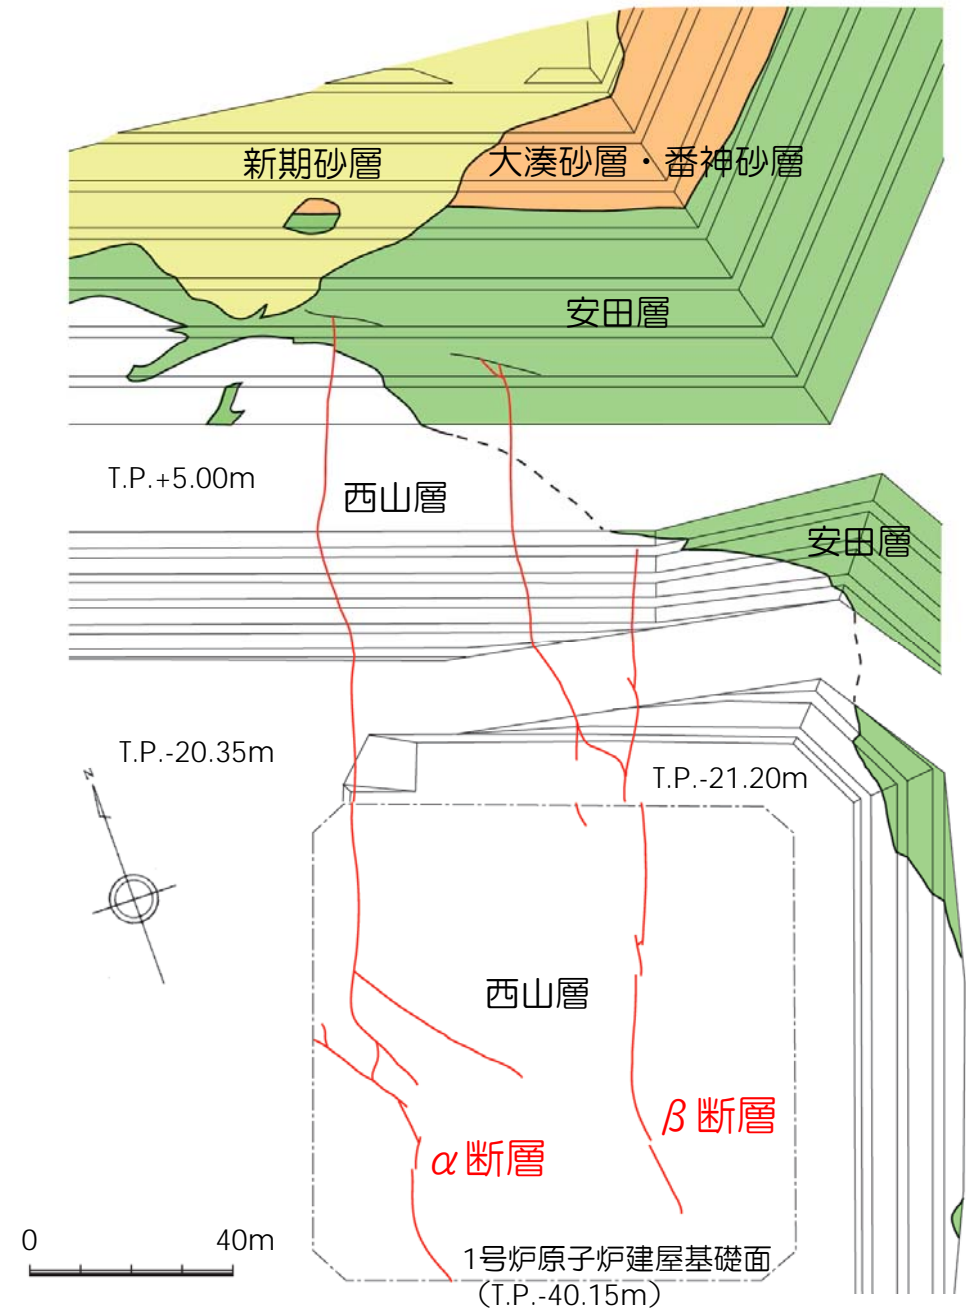 新期砂層
大湊砂層・番神砂層
安田層
T.P.+5.00m
西山層
安田層
T.P.-20.35m
T.P.-21.20m
N
西山層
β断層
α断層
0 40m
1号炉原子炉建屋基礎面
（T.P.-40.15m）